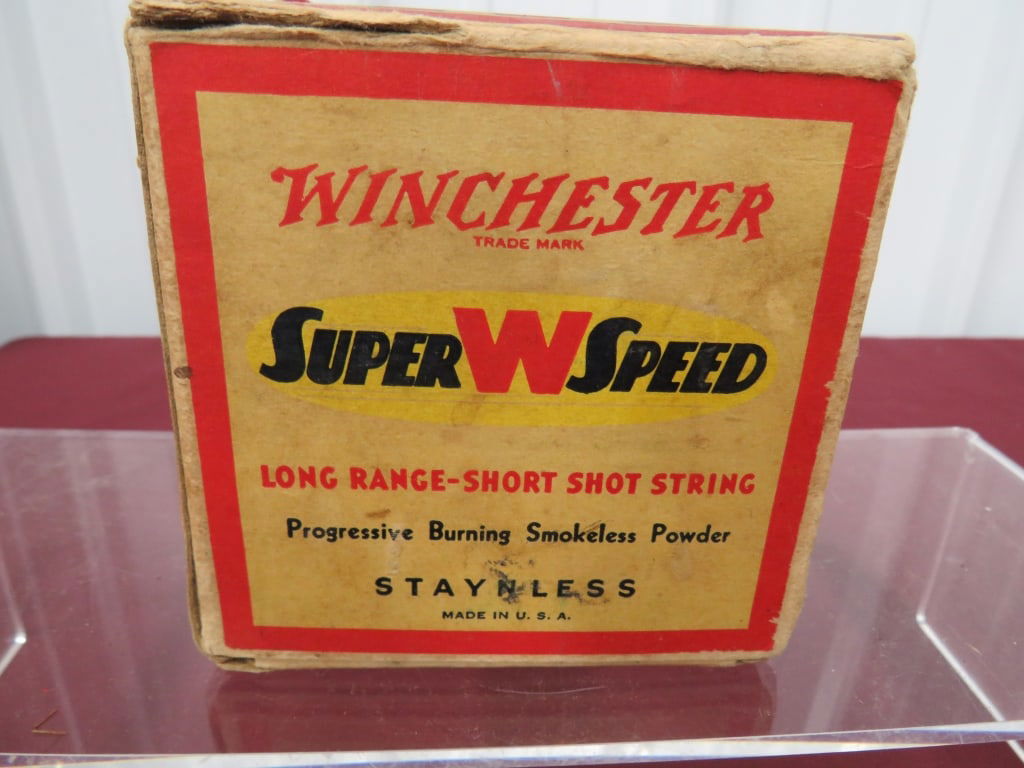 WINCHESTER
TRADE MARK
SUPER W SPEED
LONG RANGE-SHORT SHOT STRING
Progressive Burning Smokeless Powder
STAYNLESS
MADE IN U. S. A.